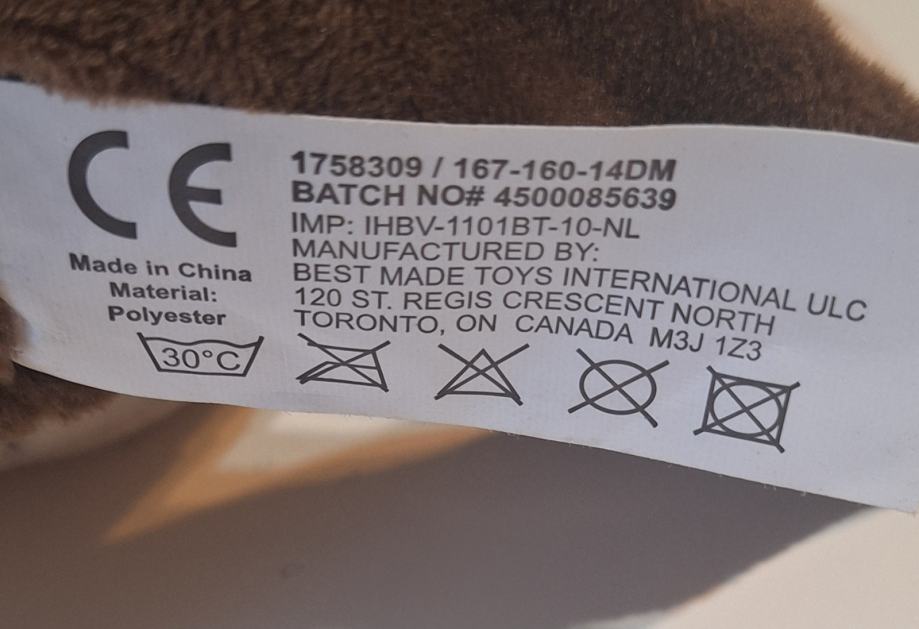 CE
Made in China
Material:
Polyester
30°C
1758309 / 167-160-14DM
BATCH NO# 4500085639
IMP: IHBV-1101BT-10-NL
MANUFACTURED BY:
BEST MADE TOYS INTERNATIONAL ULC
120 ST. REGIS CRESCENT NORTH
TORONTO, ON CANADA M3J 1Z3